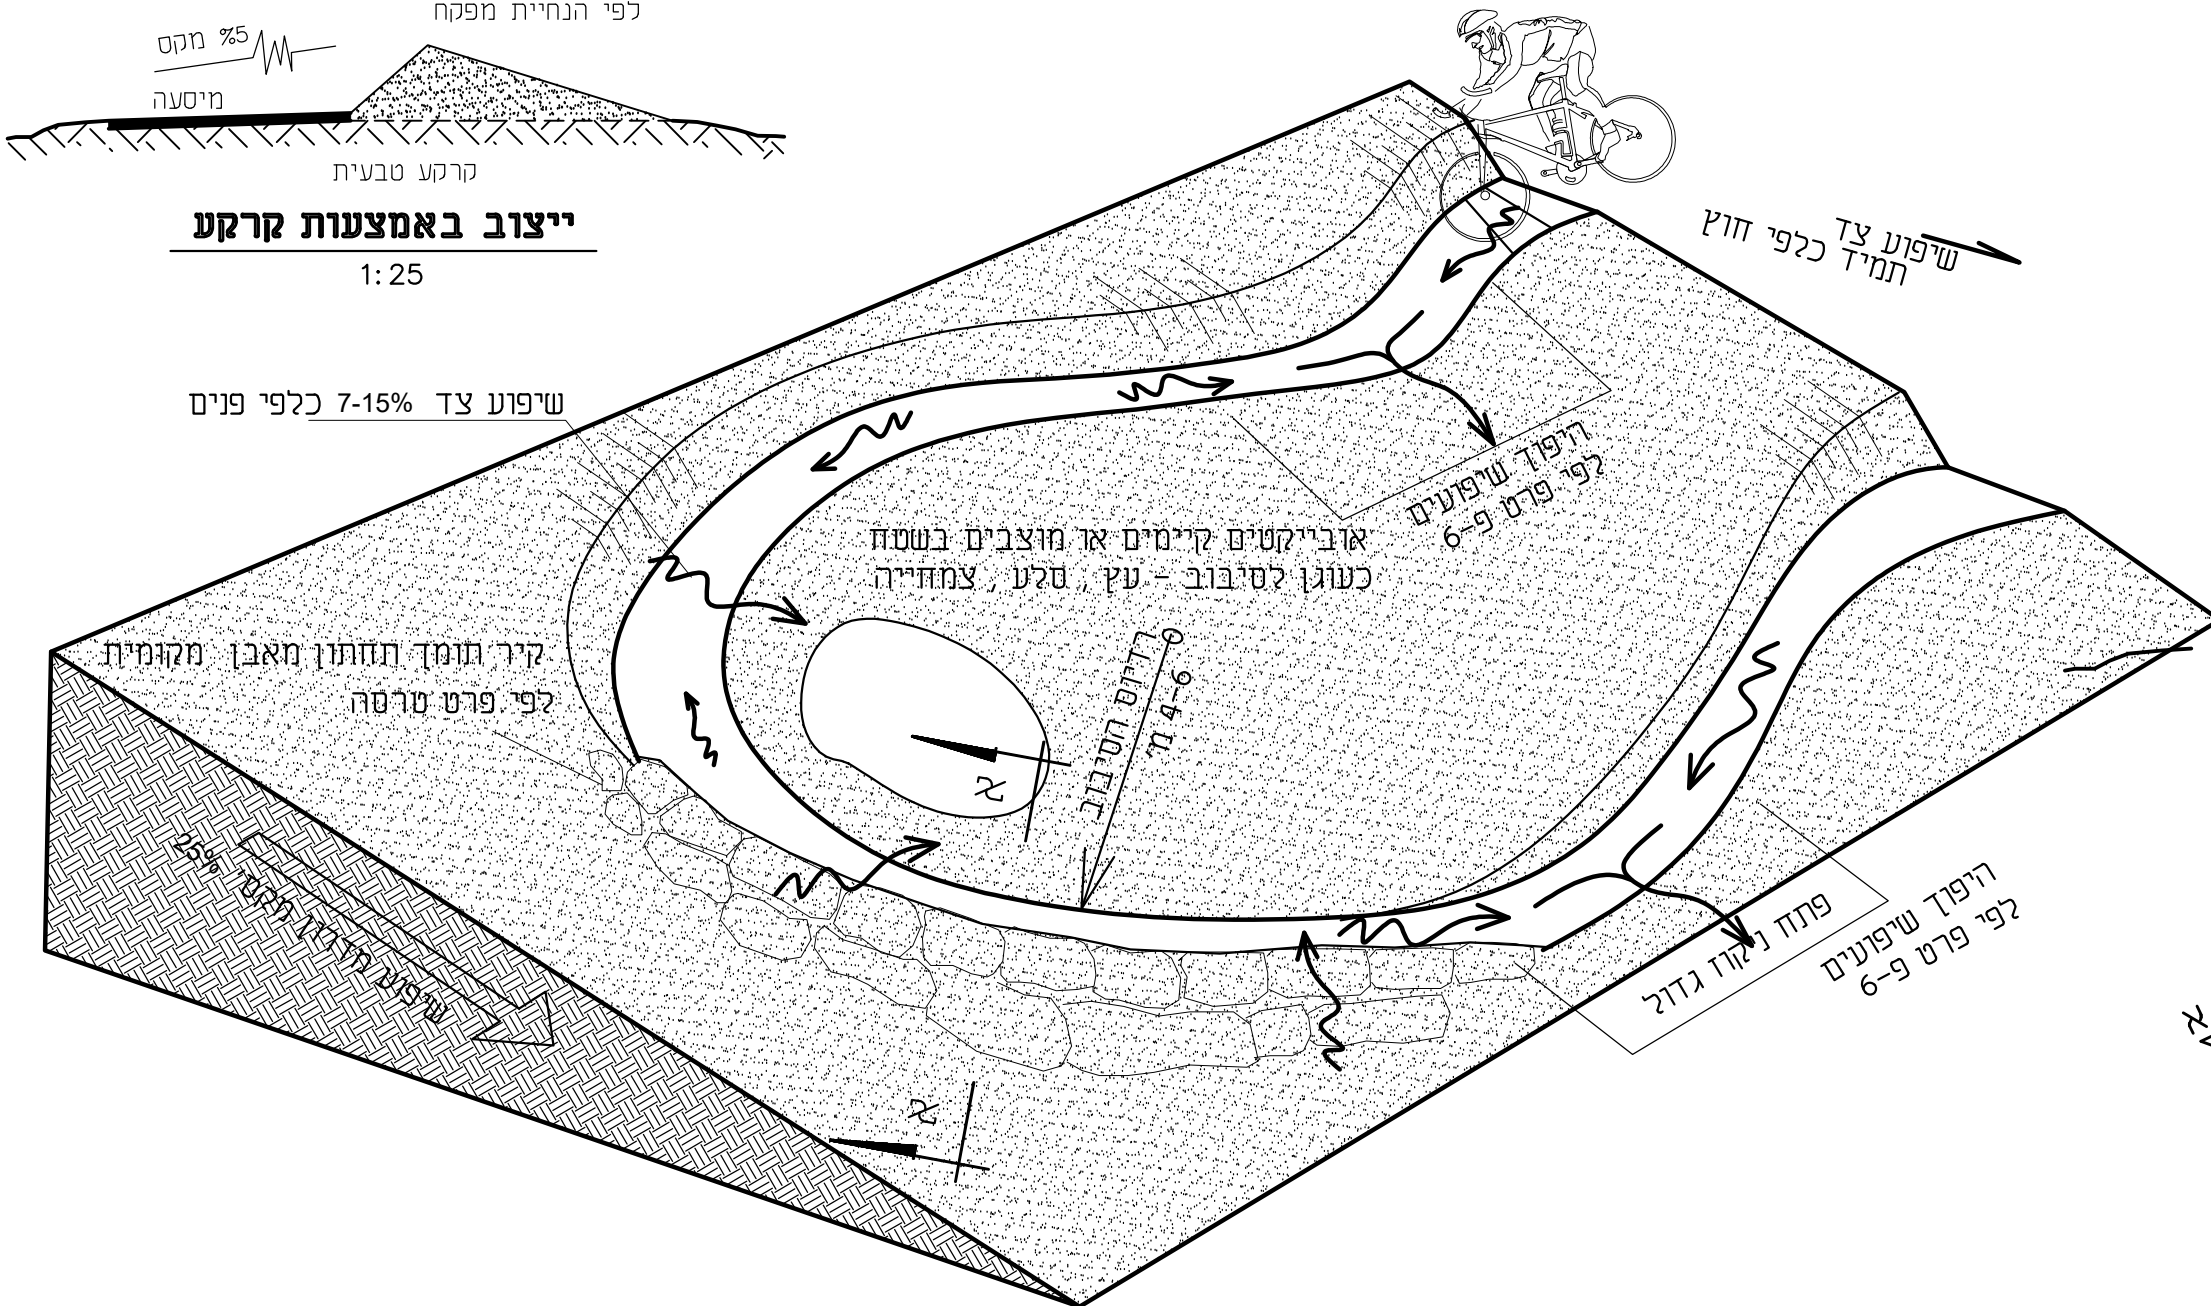 לפי הנחיית מפקח
%5 מקס
מיסעה
קרקע טבעית
ייצוב באמצעות קרקע
1:25
שיפוע צד
תמיד כלפי חוץ
שיפוע צד 7-15% כלפי פנים
היפוך שיפועים
לפי פרט פ-6
אובייקטים קיימים או מוצבים בשטח
כעוגן לסיבוב - עץ , סלע , צמחייה
קיר תומך תחתון מאבן מקומית
לפי פרט טרסה
רדיוס הסיבוב
4-6 מ'
א
שיפוע מדרון מקס' 25%
פתח ניקוז גדול
היפוך שיפועים
לפי פרט פ-6
א
א